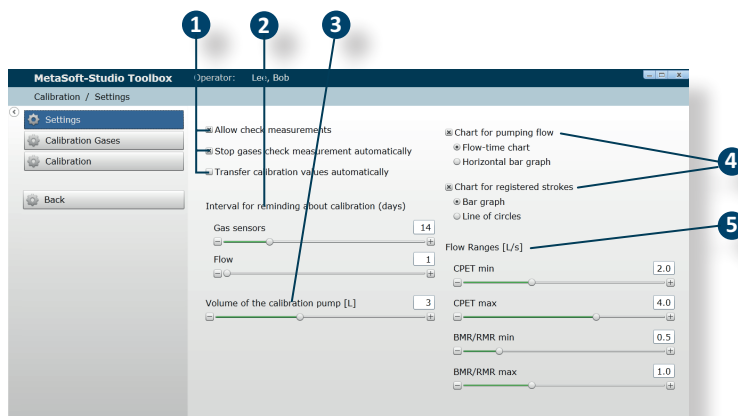 1 2 3
MetaSoft-Studio Toolbox Operator: Lee, Bob
Calibration / Settings
Settings
Calibration Gases
Calibration
Back
Allow check measurements
Stop gases check measurement automatically
Transfer calibration values automatically
Interval for reminding about calibration (days)
Gas sensors 14
Flow 1
Volume of the calibration pump [L] 3
Chart for pumping flow
Flow-time chart
Horizontal bar graph
4
Chart for registered strokes
Bar graph
Line of circles
5
Flow Ranges [L/s]
CPET min 2.0
CPET max 4.0
BMR/RMR min 0.5
BMR/RMR max 1.0